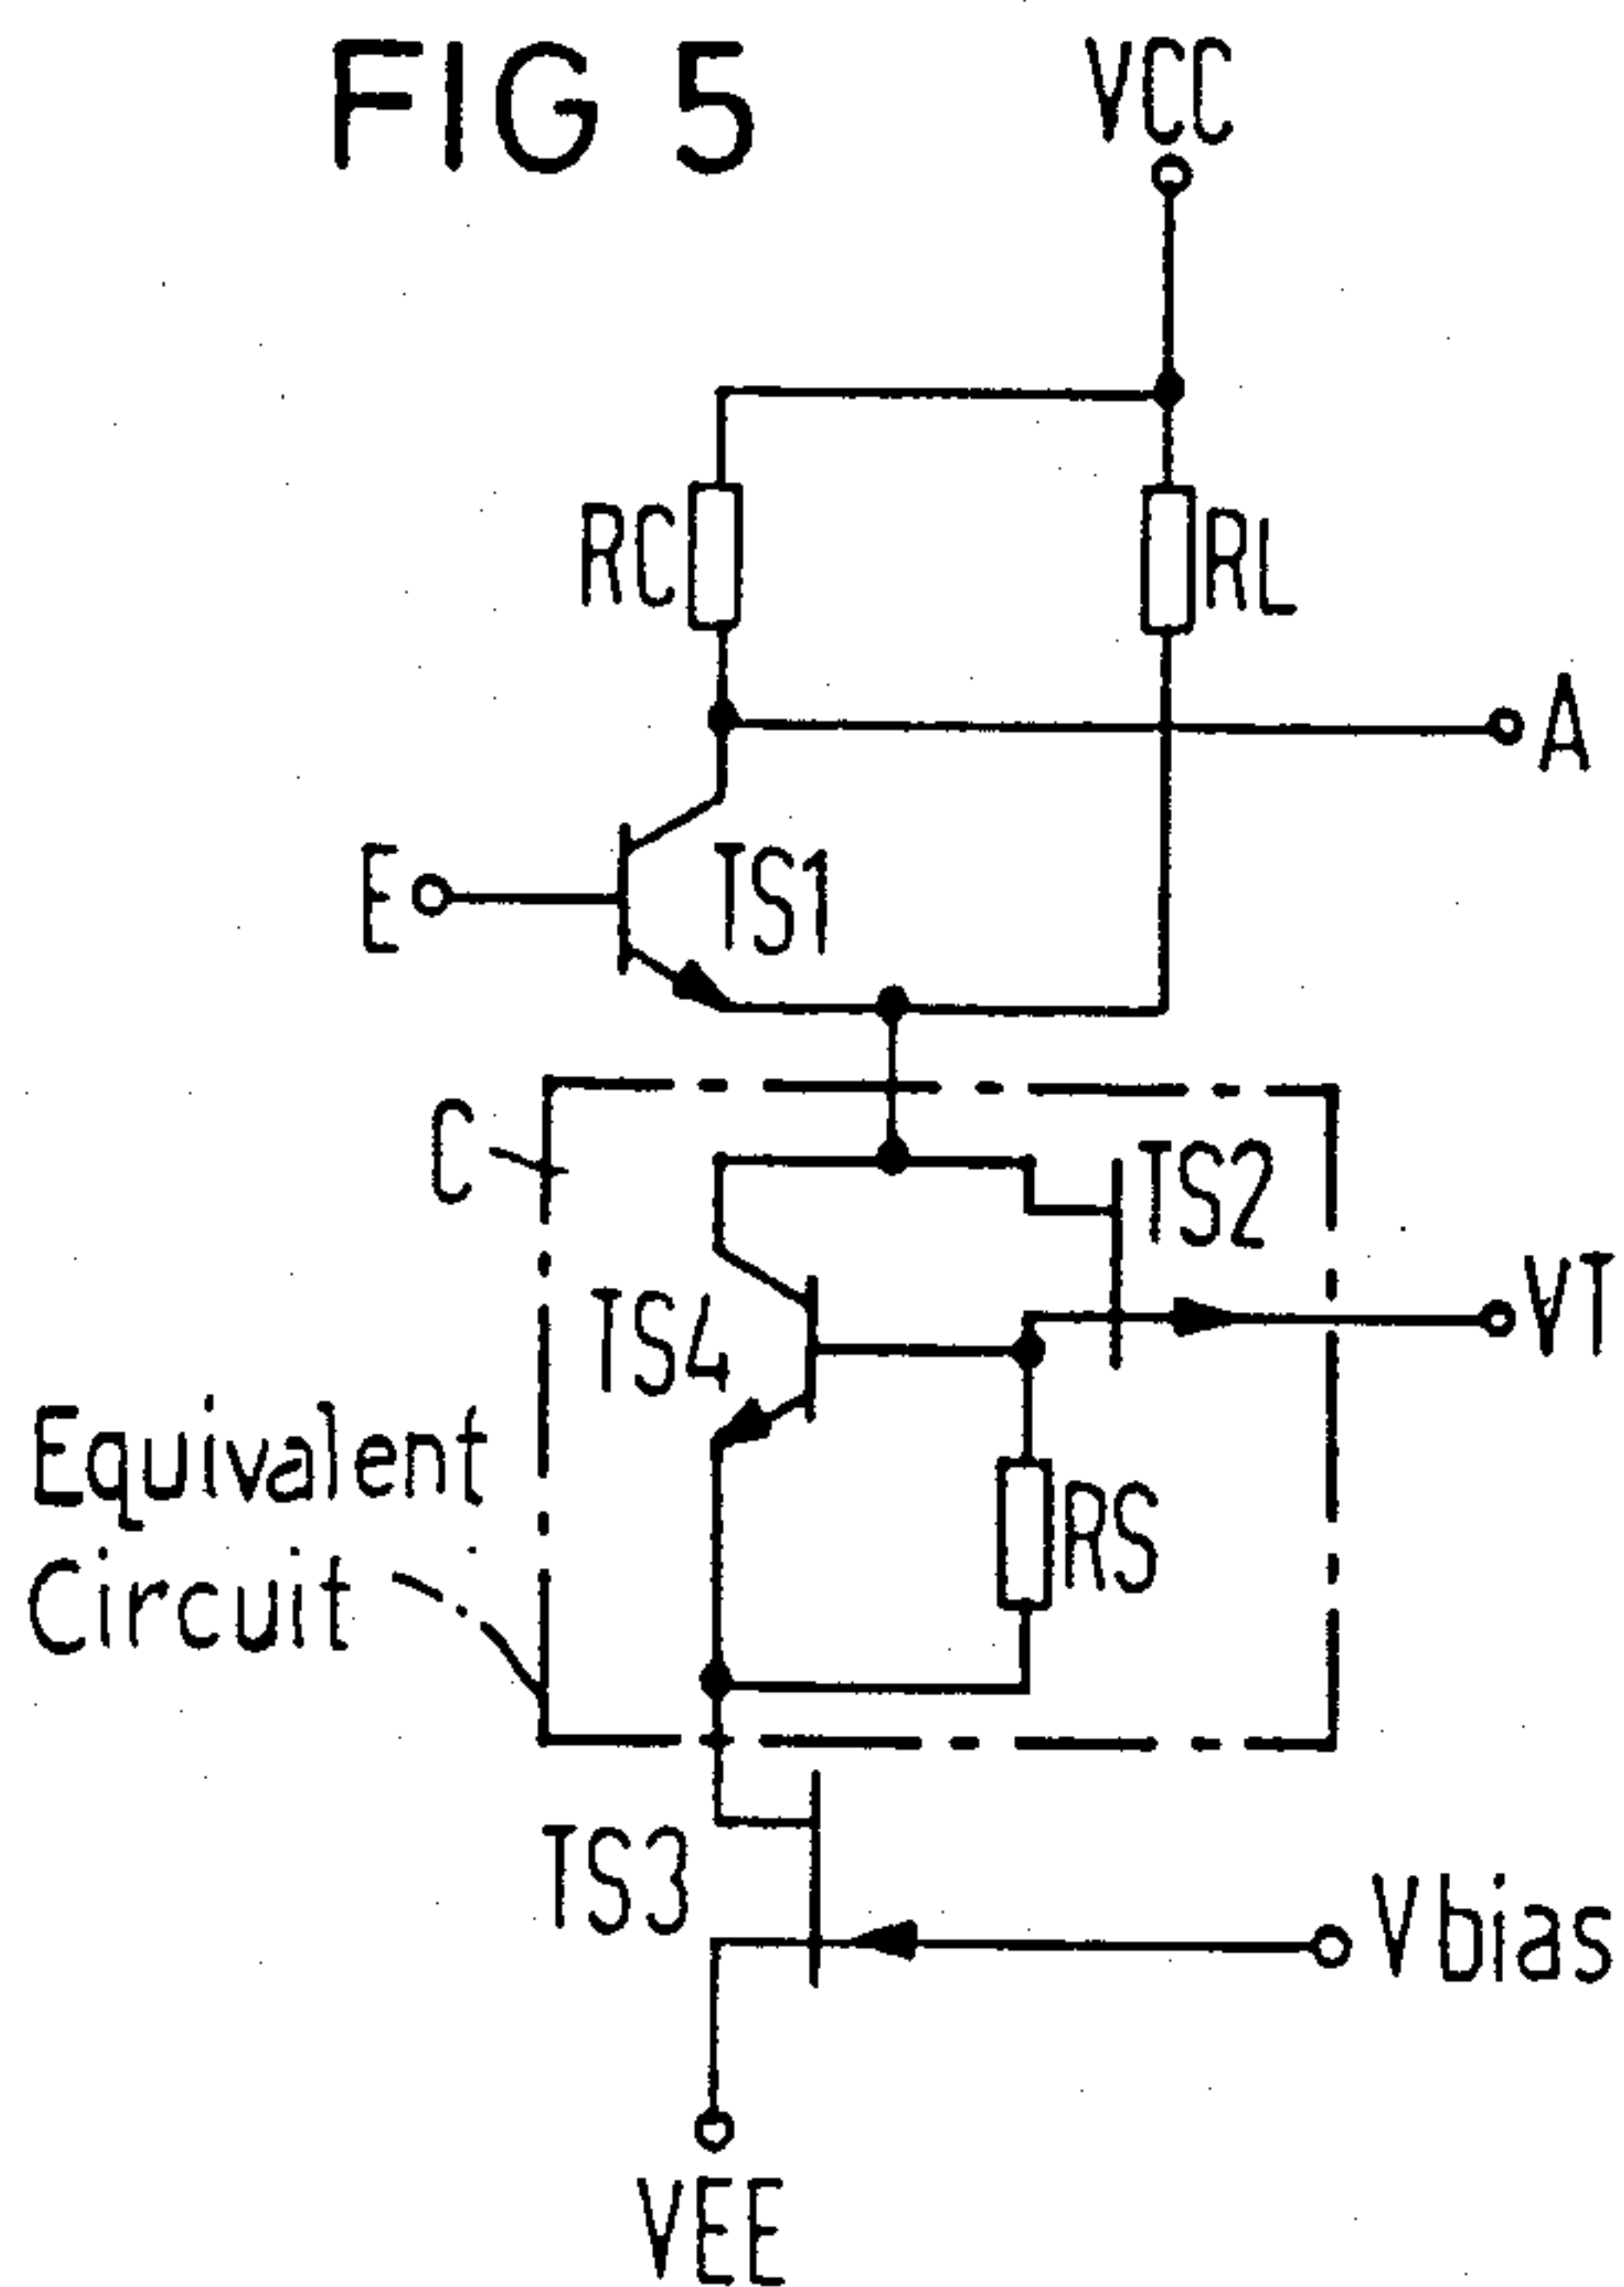 FIG 5
VCC
RC
RL
A
E
TS1
C
TS2
VT
TS4
Equivalent
Circuit
RS
TS3
Vbias
VEE